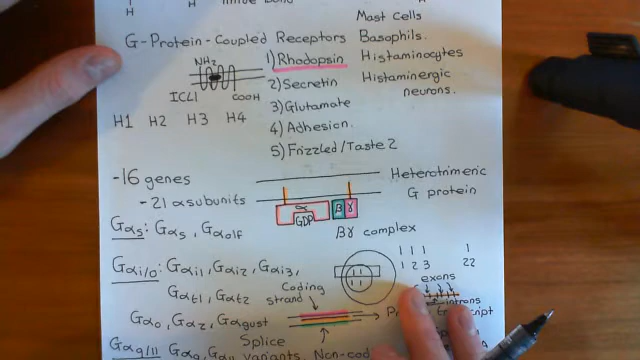 H
H
Mast Cells
G-Protein-Coupled Receptors
Basophils.
NH2
1) Rhodopsin
Histaminocytes
2) Secretin
Histaminergic
neurons.
ICL1
COOH
3) Glutamate
H1 H2 H3 H4
4) Adhesion.
5) Frizzled/Taste 2
-16 genes
Heterotrimeric
G protein
- 21 α subunits
α
GDP
β
γ
Gαs: Gαs, Gαolf
βγ complex
Gαi/o: Gαi1, Gαi2, Gαi3,
Gαt1, Gαt2
Gαo, Gαz, Gαgust
1 1 1 1
1 2 3 22
exons
introns
Coding
strand
Splice
variants
Gαq/11: Gαq,